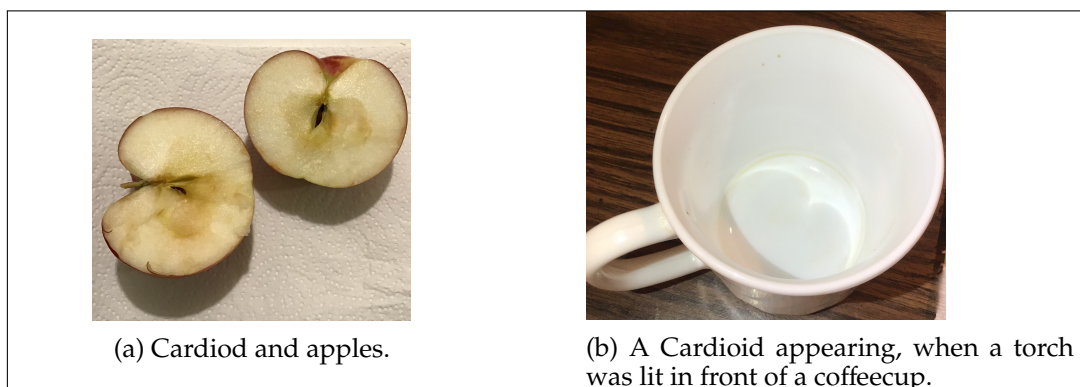 (a) Cardiod and apples.
(b) A Cardioid appearing, when a torch
was lit in front of a coffeecup.